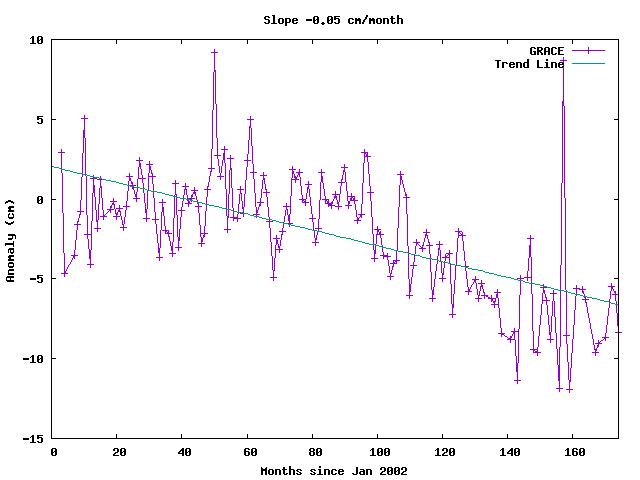 Slope -0.05 cm/month
GRACE
Trend Line
10
5
0
-5
-10
-15
Anomaly (cm)
0 20 40 60 80 100 120 140 160
Months since Jan 2002